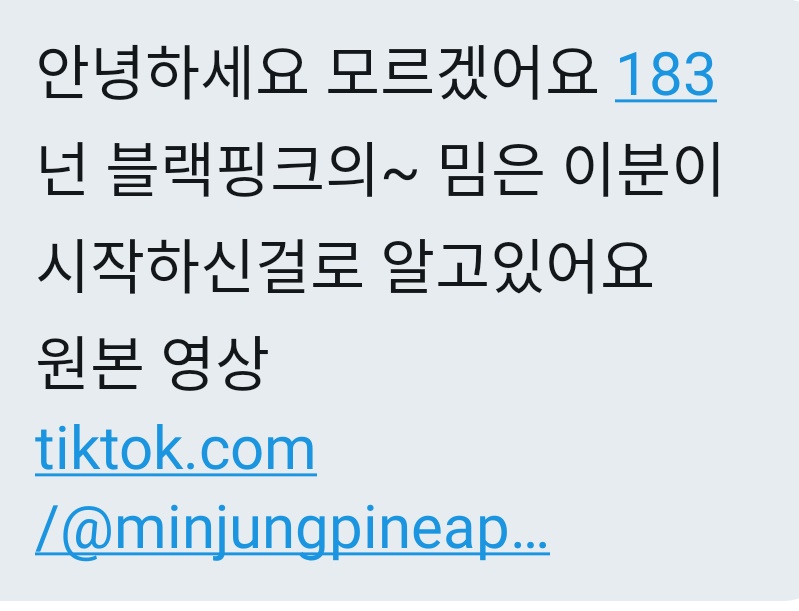 안녕하세요 모르겠어요 183
넌 블랙핑크의~ 밈은 이분이
시작하신걸로 알고있어요
원본 영상
tiktok.com
/@minjungpineap…